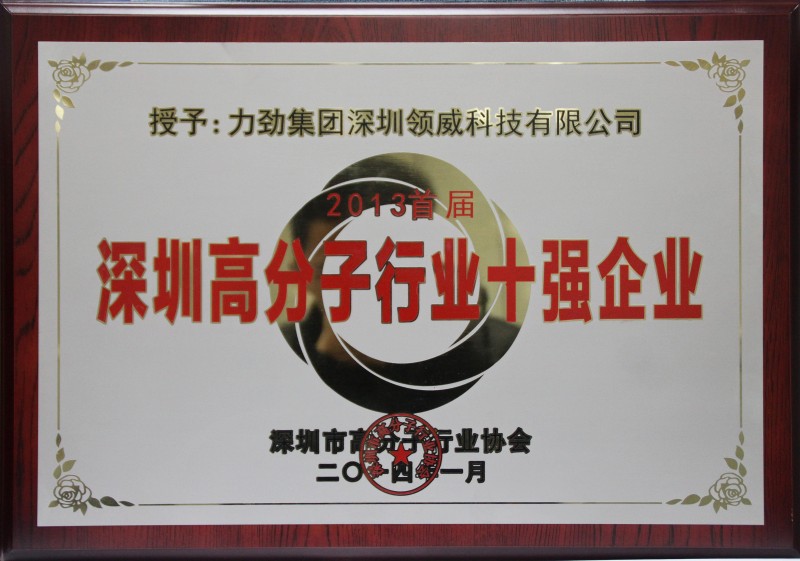 授予：力劲集团深圳领威科技有限公司
2013首届
深圳高分子行业十强企业
深圳市高分子行业协会
二〇一四年一月